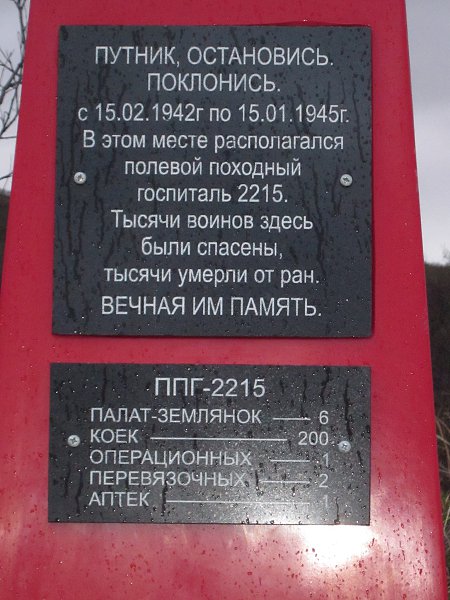 ПУТНИК, ОСТАНОВИСЬ.
ПОКЛОНИСЬ.
с 15.02.1942г по 15.01.1945г.
В этом месте располагался
полевой походный
госпиталь 2215.
Тысячи воинов здесь
были спасены,
тысячи умерли от ран.
ВЕЧНАЯ ИМ ПАМЯТЬ.
ППГ-2215
ПАЛАТ-ЗЕМЛЯНОК — 6
КОЕК — 200
ОПЕРАЦИОННЫХ — 1
ПЕРЕВЯЗОЧНЫХ — 2
АПТЕК — 1